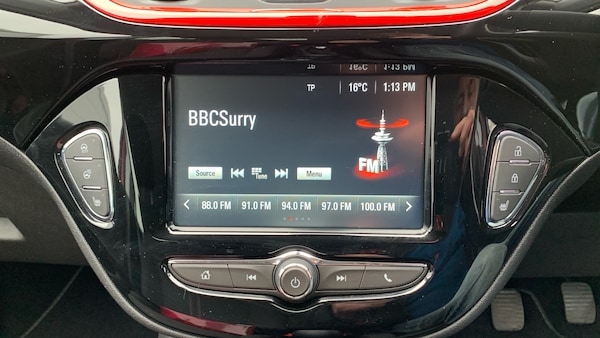 TP 16°C 1:13 PM
BBCSurry
FM
Source Tune Menu
88.0 FM 91.0 FM 94.0 FM 97.0 FM 100.0 FM